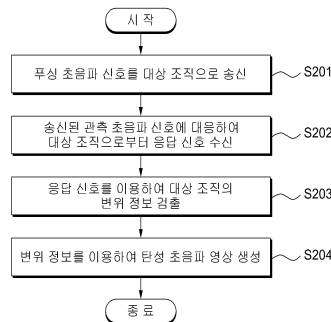 시 작
푸싱 초음파 신호를 대상 조직으로 송신
S201
송신된 관측 초음파 신호에 대응하여
대상 조직으로부터 응답 신호 수신
S202
응답 신호를 이용하여 대상 조직의
변위 정보 검출
S203
변위 정보를 이용하여 탄성 초음파 영상 생성
S204
종 료